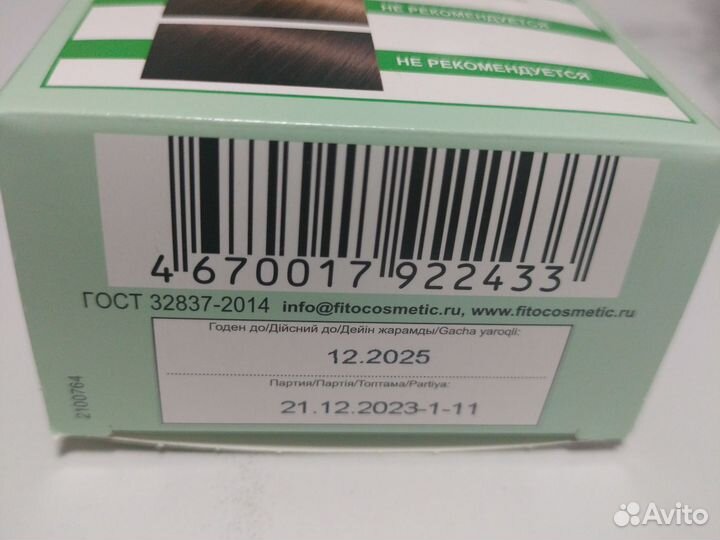 НЕ РЕКОМЕНДУЕТСЯ
НЕ РЕКОМЕНДУЕТСЯ
4 670017 922433
ГОСТ 32837-2014 info@fitocosmetic.ru, www.fitocosmetic.ru
Годен до/Дійсний до/Дейін жарамды/Gacha yaroqli:
12.2025
Партия/Партія/Топтама/Partiya:
21.12.2023-1-11
2100764
Avito